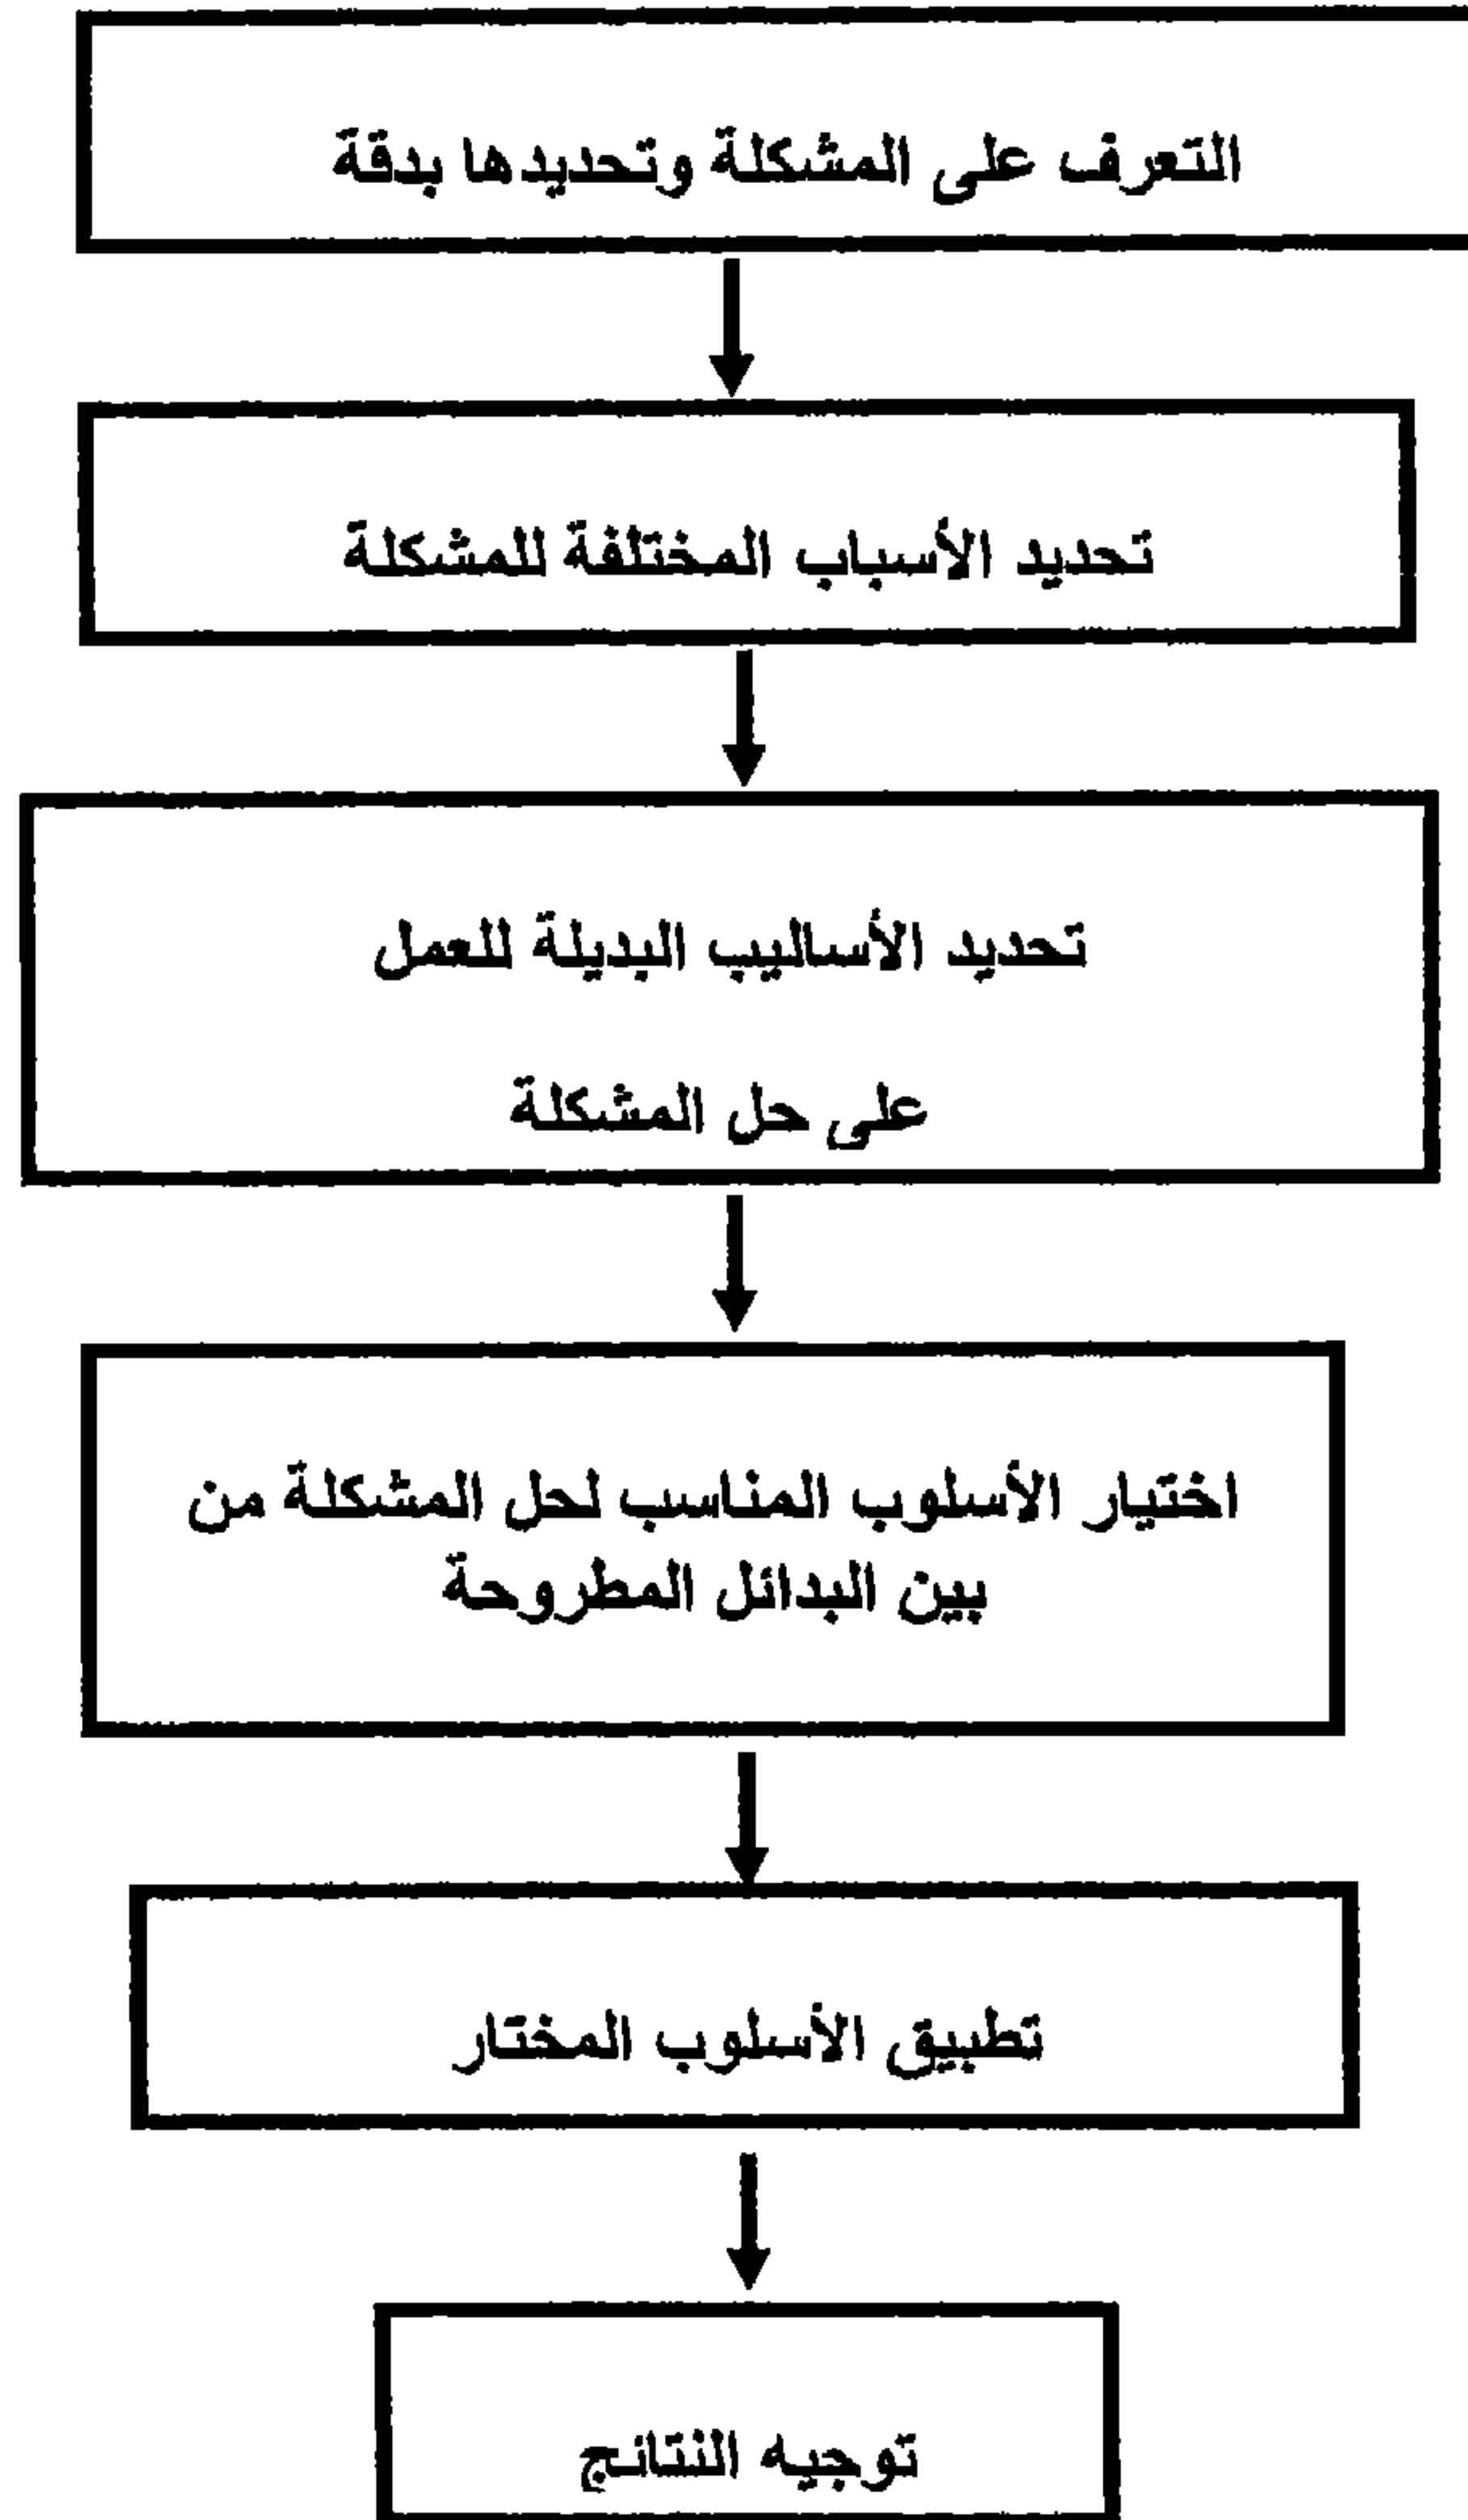 التعرف على المشكلة وتحديدها بدقة
تحديد الأسباب المختلفة للمشكلة
تحديد الأساليب البديلة للعمل
على حل المشكلة
اختيار الأسلوب المناسب لحل المشكلة من
بين البدائل المطروحة
تطبيق الأسلوب المختار
توجيه النتائج